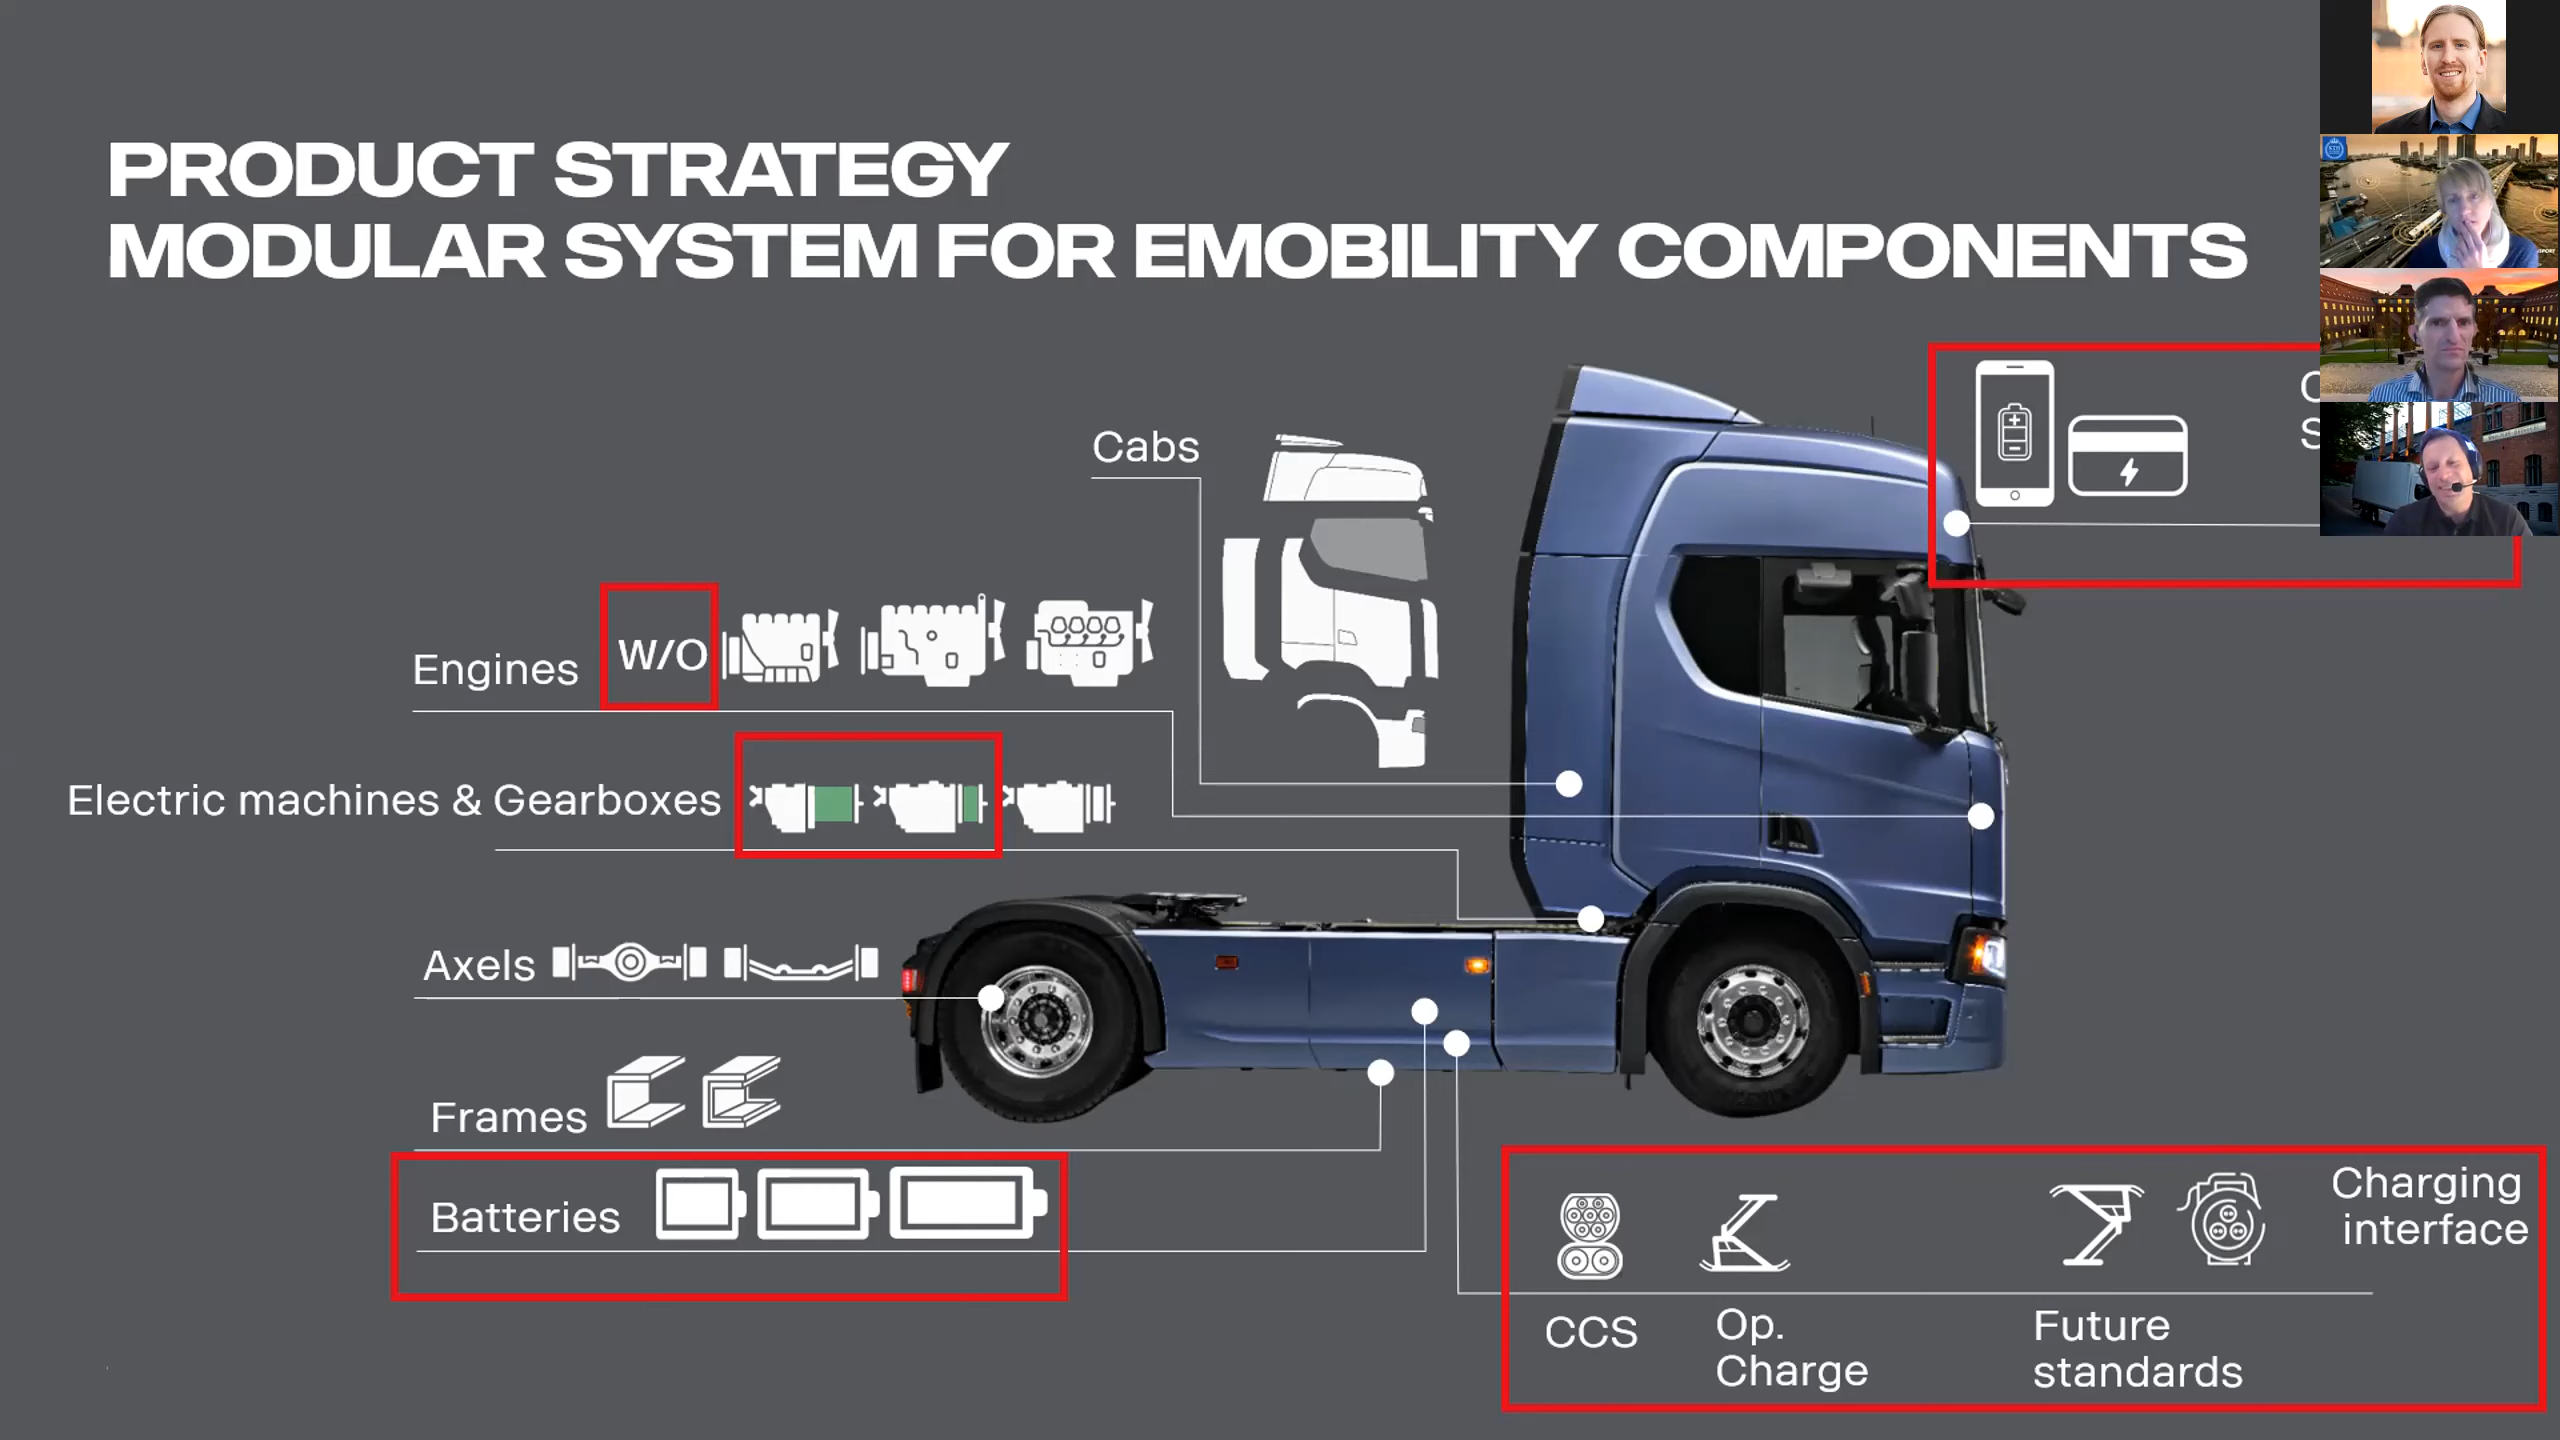 PRODUCT STRATEGY
MODULAR SYSTEM FOR EMOBILITY COMPONENTS
Cabs
Engines
W/O
Electric machines & Gearboxes
Axels
Frames
Batteries
Charging
interface
CCS
Op.
Charge
Future
standards